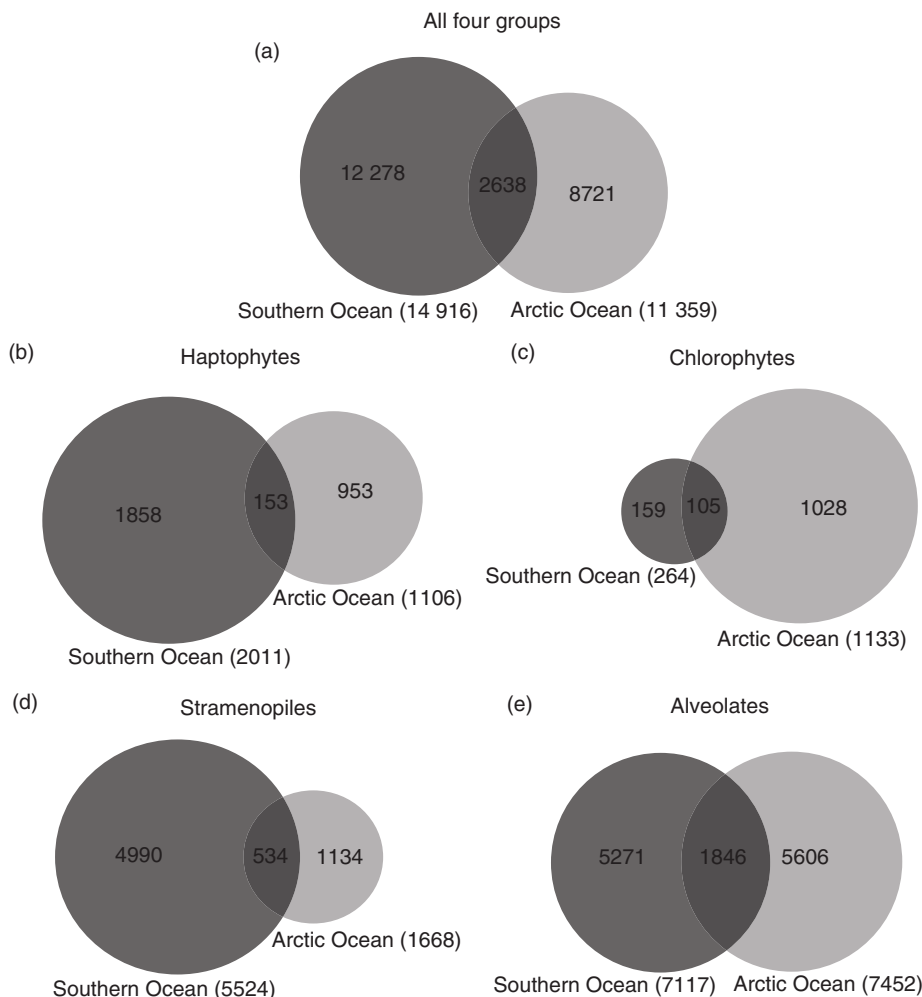 All four groups
(a)
12 278
2638
8721
Southern Ocean (14 916)
Arctic Ocean (11 359)
(b)
Haptophytes
1858
153
953
Arctic Ocean (1106)
Southern Ocean (2011)
(c)
Chlorophytes
159
105
1028
Southern Ocean (264)
Arctic Ocean (1133)
(d)
Stramenopiles
4990
534
1134
Arctic Ocean (1668)
Southern Ocean (5524)
(e)
Alveolates
5271
1846
5606
Southern Ocean (7117)
Arctic Ocean (7452)